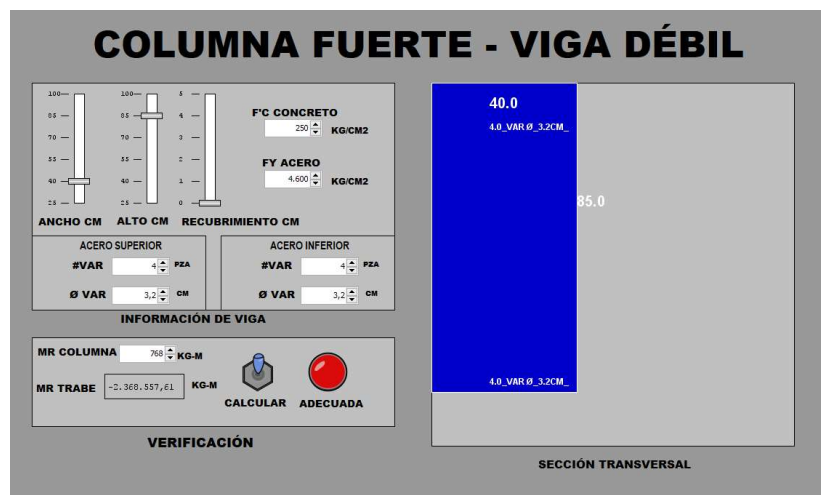 COLUMNA FUERTE - VIGA DÉBIL
100
85
70
55
40
25
ANCHO CM
100
85
70
55
40
25
ALTO CM
5
4
3
2
1
0
RECUBRIMIENTO CM
F'C CONCRETO
250 KG/CM2
FY ACERO
4.600 KG/CM2
ACERO SUPERIOR
#VAR 4 PZA
Ø VAR 3,2 CM
ACERO INFERIOR
#VAR 4 PZA
Ø VAR 3,2 CM
INFORMACIÓN DE VIGA
MR COLUMNA 768 KG-M
MR TRABE -2.368.557,61 KG-M
CALCULAR
ADECUADA
VERIFICACIÓN
40.0
4.0_VAR Ø_3.2CM_
85.0
4.0_VAR Ø_3.2CM_
SECCIÓN TRANSVERSAL